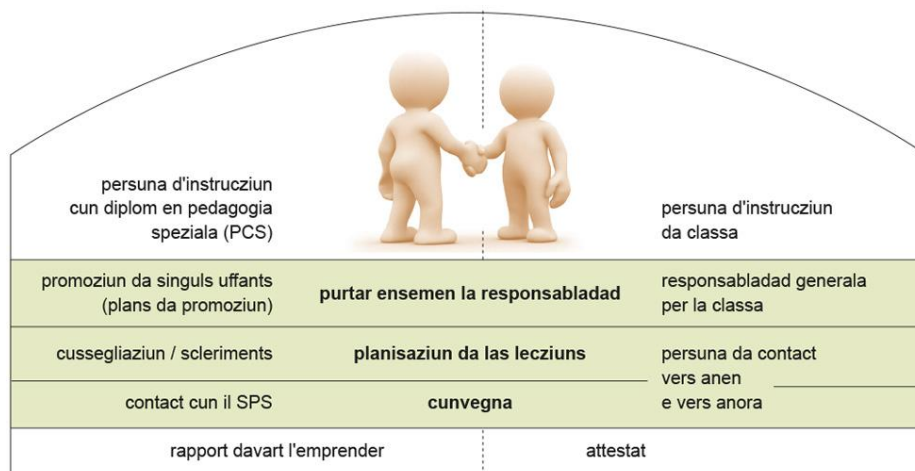 persuna d'instrucziun
cun diplom en pedagogia
speziala (PCS)
persuna d'instrucziun
da classa
promoziun da singuls uffants
(plans da promoziun)
purtar ensemen la responsabladad
responsabladad generala
per la classa
cussegliaziun / scleriments
planisaziun da las lecziuns
persuna da contact
vers anen
e vers anora
contact cun il SPS
cunvegna
rapport davart l'emprender
attestat